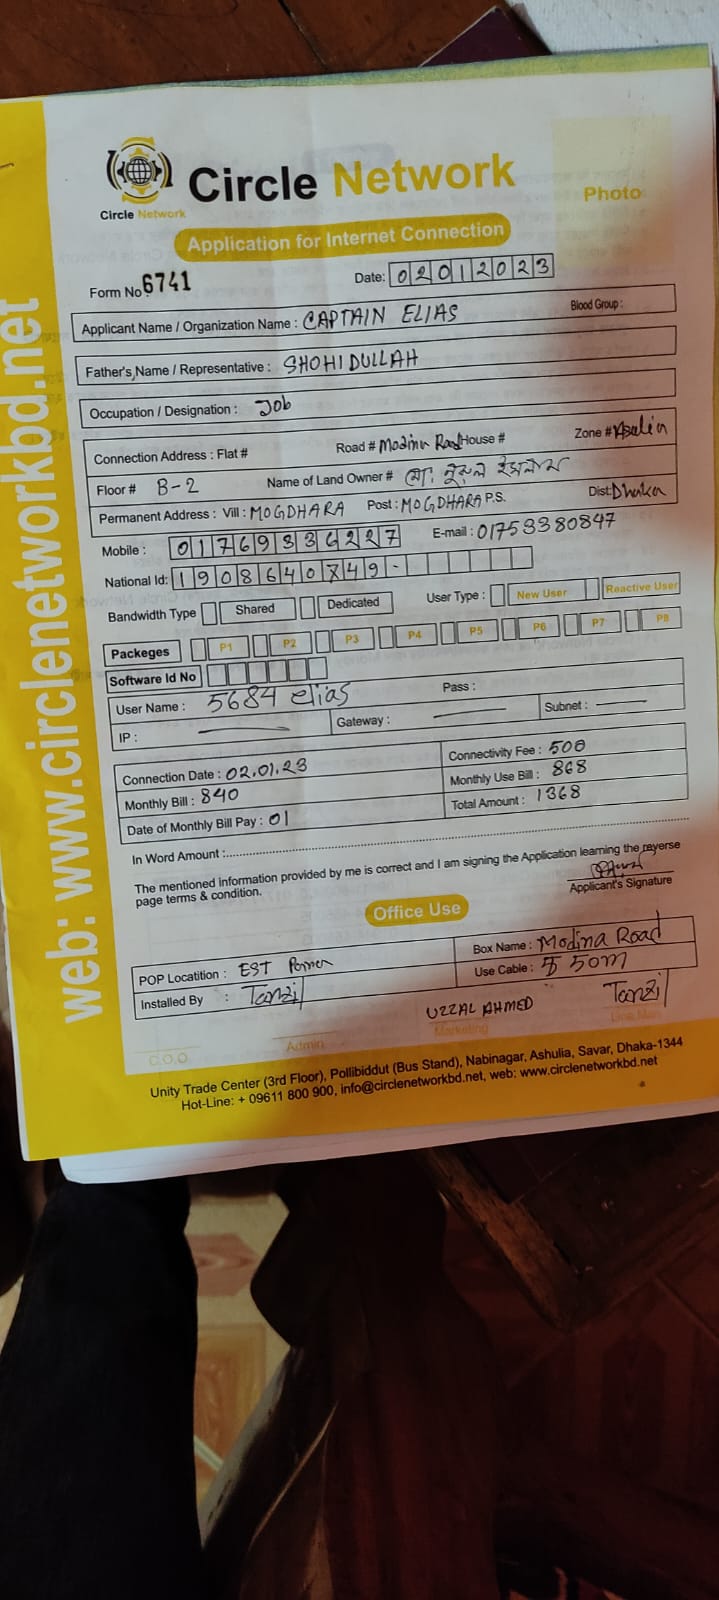 web: www.circlenetworkbd.net
Circle Network
Circle Network
Photo
Application for Internet Connection
Form No 6741
Date: 02012023
Applicant Name / Organization Name : CAPTAIN ELIAS
Blood Group :
Father's Name / Representative : SHOHIDULLAH
Occupation / Designation : Job
Connection Address : Flat # Road # Modina Road House # Zone #
Floor # B-2 Name of Land Owner # মো: নুরুল ইসলাম
Permanent Address : Vill : MOGDHARA Post : MOGDHARA P.S. Dist: Dhaka
Mobile : 01769336227 E-mail : 01753380847
National Id: 1908640749-
Bandwidth Type Shared Dedicated User Type : New User Reactive User
Packeges P1 P2 P3 P4 P5 P6 P7 P8
Software Id No
User Name : 5684 elias Pass :
IP : Gateway : Subnet :
Connection Date : 02.01.23 Connectivity Fee : 500
Monthly Bill : 840 Monthly Use Bill : 868
Date of Monthly Bill Pay : 01 Total Amount : 1368
In Word Amount :
The mentioned information provided by me is correct and I am signing the Application learning the reyerse
page terms & condition.
Applicant's Signature
Office Use
POP Locatition : EST Box Name : Modina Road
Installed By : Tanzil Use Cable : 50m
UZZAL AHMED Tanzil
C.O.O Admin Marketing Line Man
Unity Trade Center (3rd Floor), Pollibiddut (Bus Stand), Nabinagar, Ashulia, Savar, Dhaka-1344
Hot-Line: + 09611 800 900, info@circlenetworkbd.net, web: www.circlenetworkbd.net